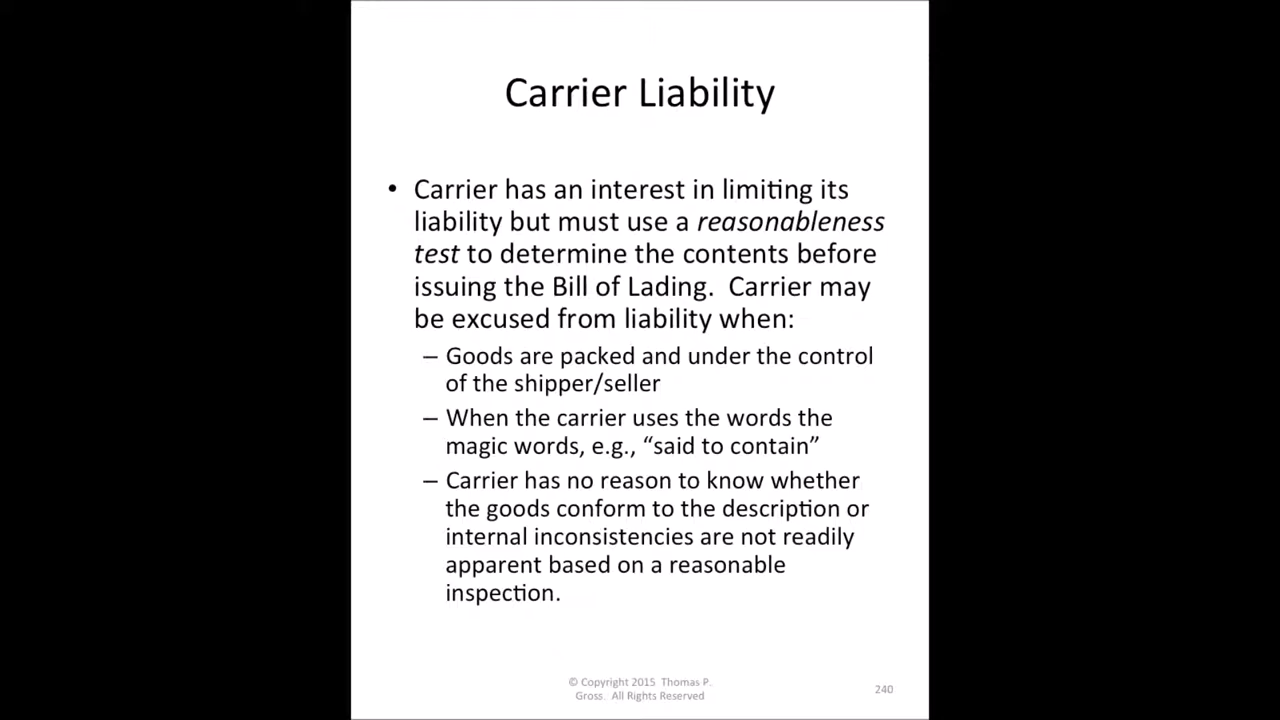 Carrier Liability
• Carrier has an interest in limiting its
liability but must use a reasonableness
test to determine the contents before
issuing the Bill of Lading.  Carrier may
be excused from liability when:
– Goods are packed and under the control
of the shipper/seller
– When the carrier uses the words the
magic words, e.g., “said to contain”
– Carrier has no reason to know whether
the goods conform to the description or
internal inconsistencies are not readily
apparent based on a reasonable
inspection.
© Copyright 2015  Thomas P.
Gross.  All Rights Reserved
240